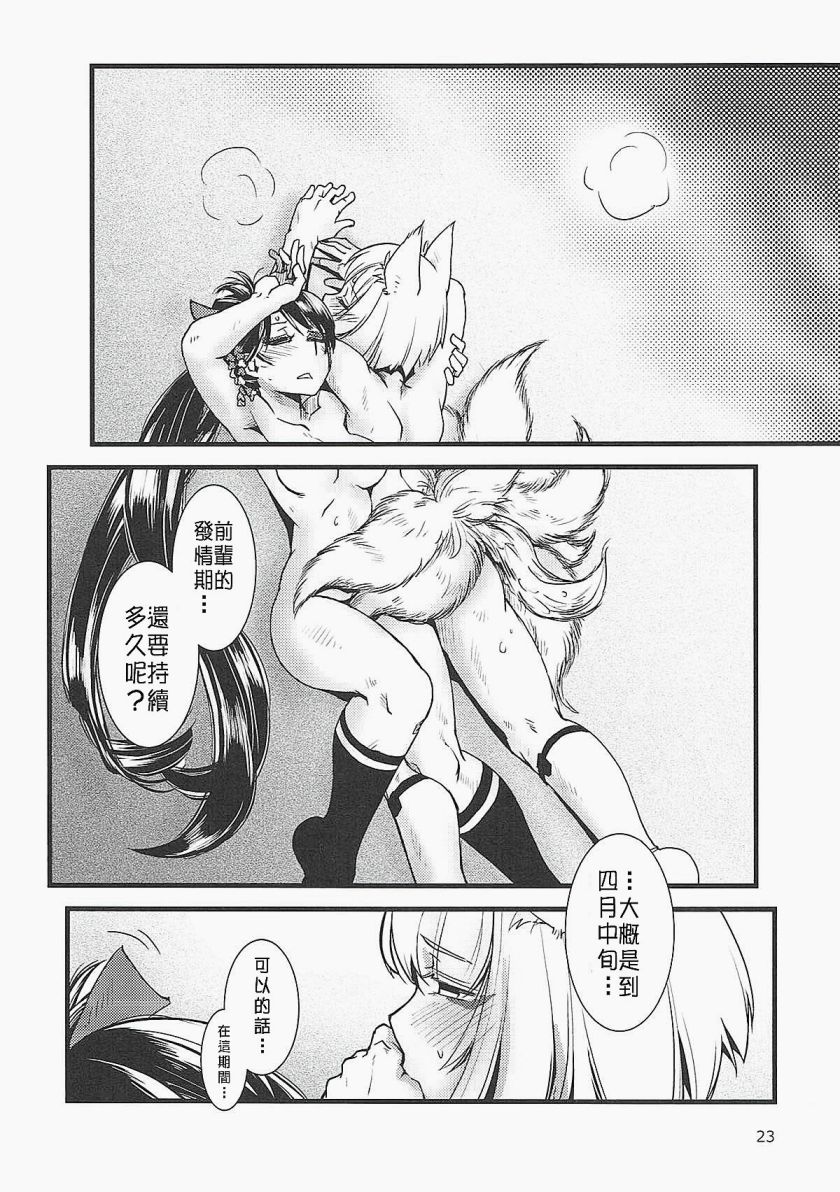 前輩的
發情期…
還要持續
多久呢?
…大概是到
四月中旬…
可以的話…
在這期間…
23